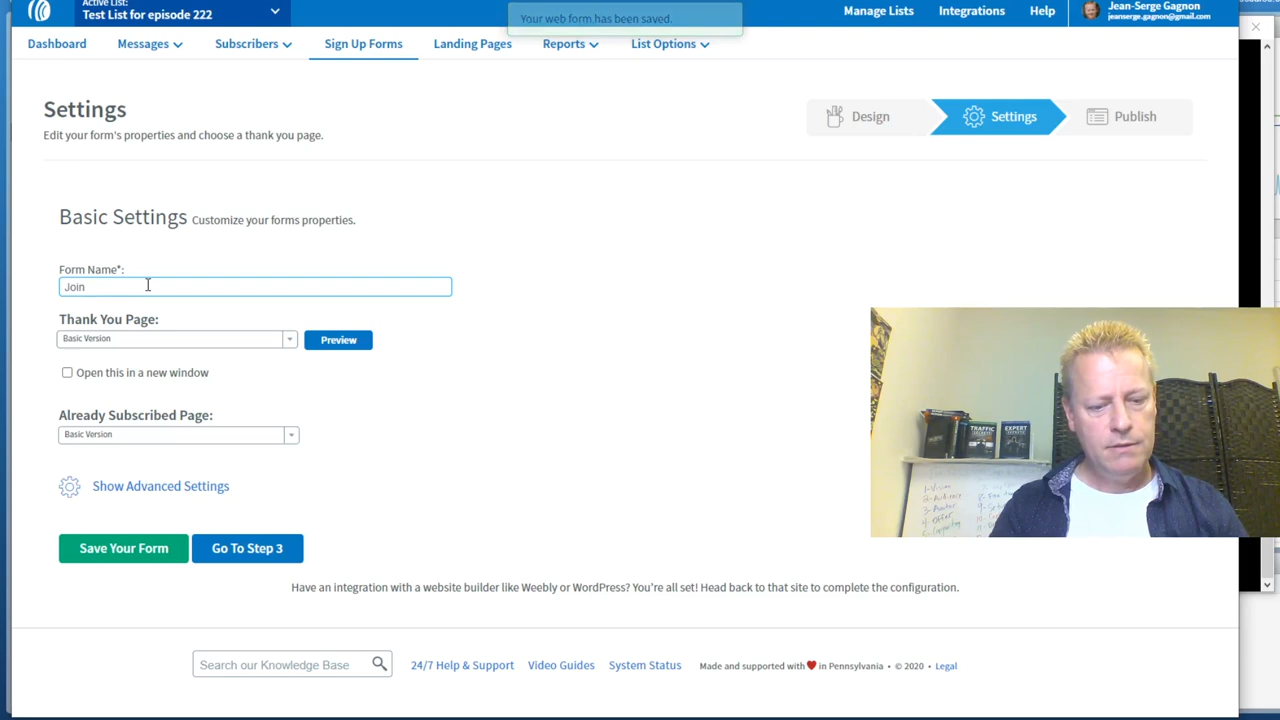 Active List:
Test List for episode 222
Your web form has been saved.
Manage Lists
Integrations
Help
Jean-Serge Gagnon
jeanserge.gagnon@gmail.com
Dashboard
Messages
Subscribers
Sign Up Forms
Landing Pages
Reports
List Options
Settings
Edit your form's properties and choose a thank you page.
Design
Settings
Publish
Basic Settings Customize your forms properties.
Form Name*:
Join
Thank You Page:
Basic Version
Preview
Open this in a new window
Already Subscribed Page:
Basic Version
Show Advanced Settings
Save Your Form
Go To Step 3
TRAFFIC
SECRETS
EXPERT
SECRETS
Have an integration with a website builder like Weebly or WordPress? You're all set! Head back to that site to complete the configuration.
Search our Knowledge Base
24/7 Help & Support
Video Guides
System Status
Made and supported with ♥ in Pennsylvania • © 2020 • Legal